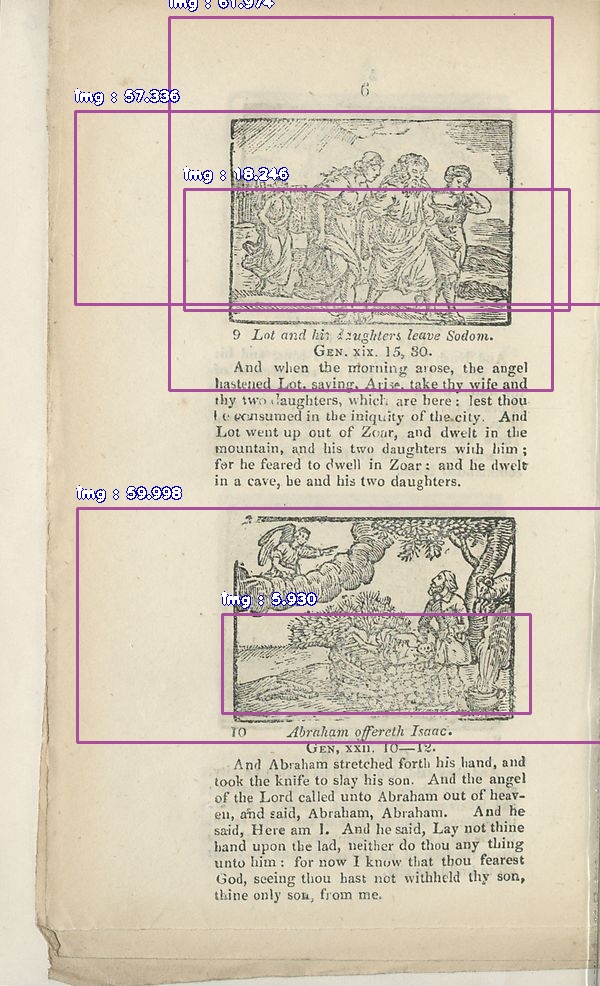 img : 61.974
6
img : 57.336
img : 18.246
9 Lot and his daughters leave Sodom.
GEN. xix. 15, 30.
And when the morning arose, the angel
hastened Lot, saying, Arise, take thy wife and
thy two daughters, which are here: lest thou
be consumed in the iniquity of the city. And
Lot went up out of Zoar, and dwelt in the
mountain, and his two daughters with him;
for he feared to dwell in Zoar: and he dwelt
in a cave, he and his two daughters.
img : 59.998
img : 5.930
10 Abraham offereth Isaac.
GEN, xxii. 10—12.
And Abraham stretched forth his hand, and
took the knife to slay his son. And the angel
of the Lord called unto Abraham out of heav-
en, and said, Abraham, Abraham. And he
said, Here am I. And he said, Lay not thine
hand upon the lad, neither do thou any thing
unto him: for now I know that thou fearest
God, seeing thou hast not withheld thy son,
thine only son, from me.